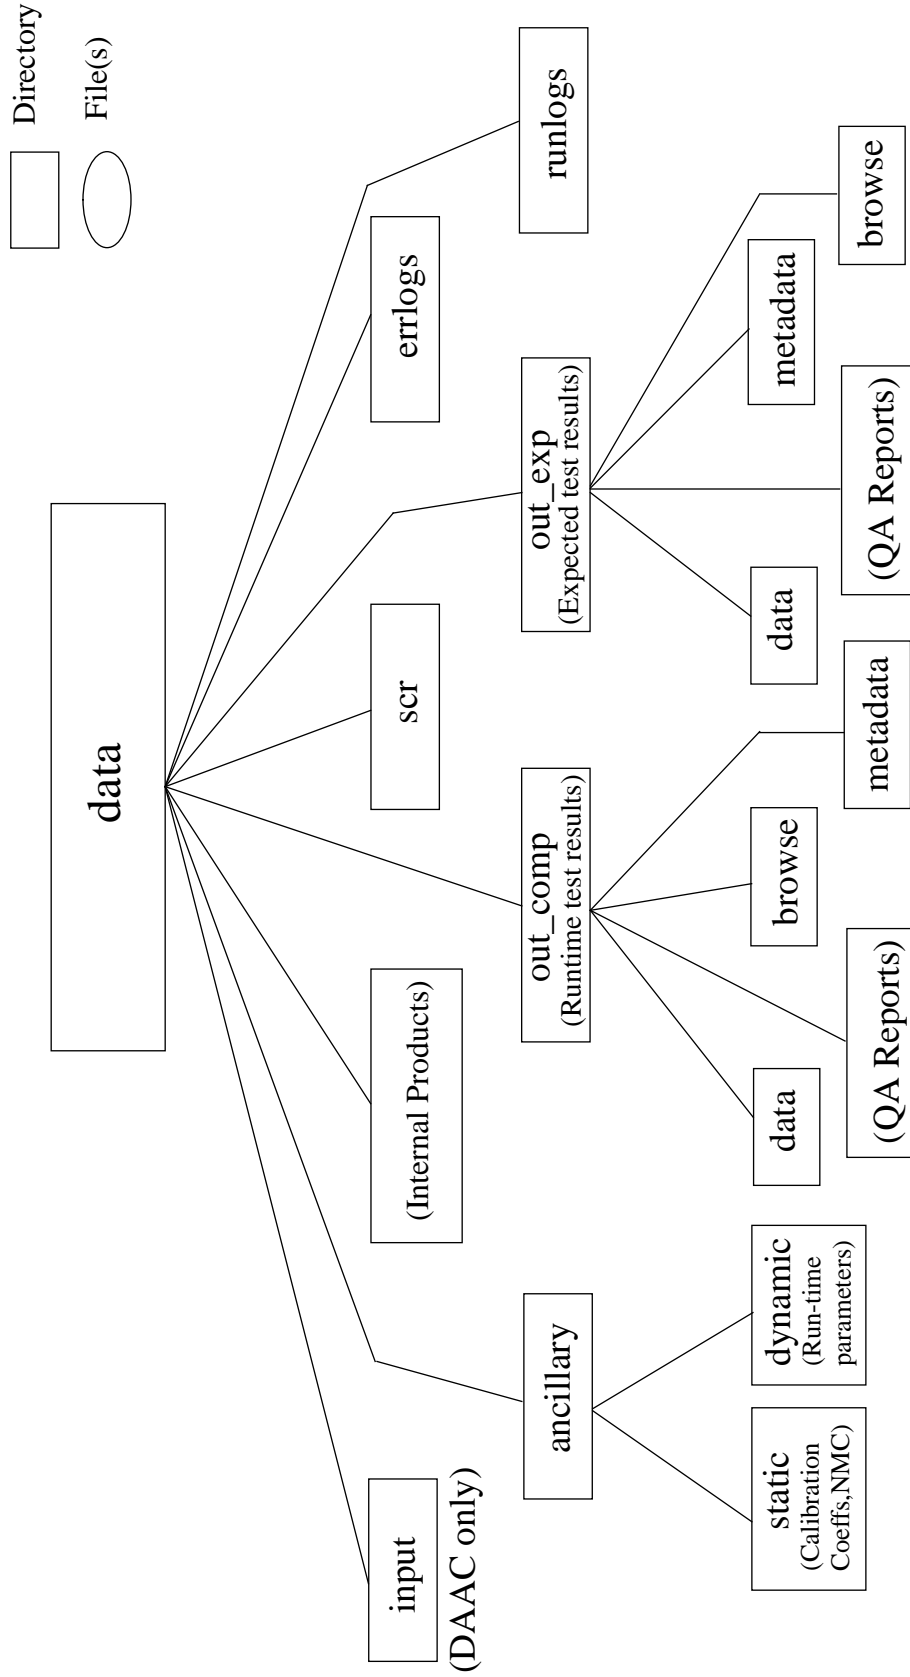 Directory
File(s)
data
input
(DAAC only)
(Internal Products)
scr
errlogs
ancillary
out_comp
(Runtime test results)
out_exp
(Expected test results)
runlogs
static
(Calibration
Coeffs,NMC)
dynamic
(Run-time
parameters)
data
browse
data
metadata
(QA Reports)
metadata
(QA Reports)
browse